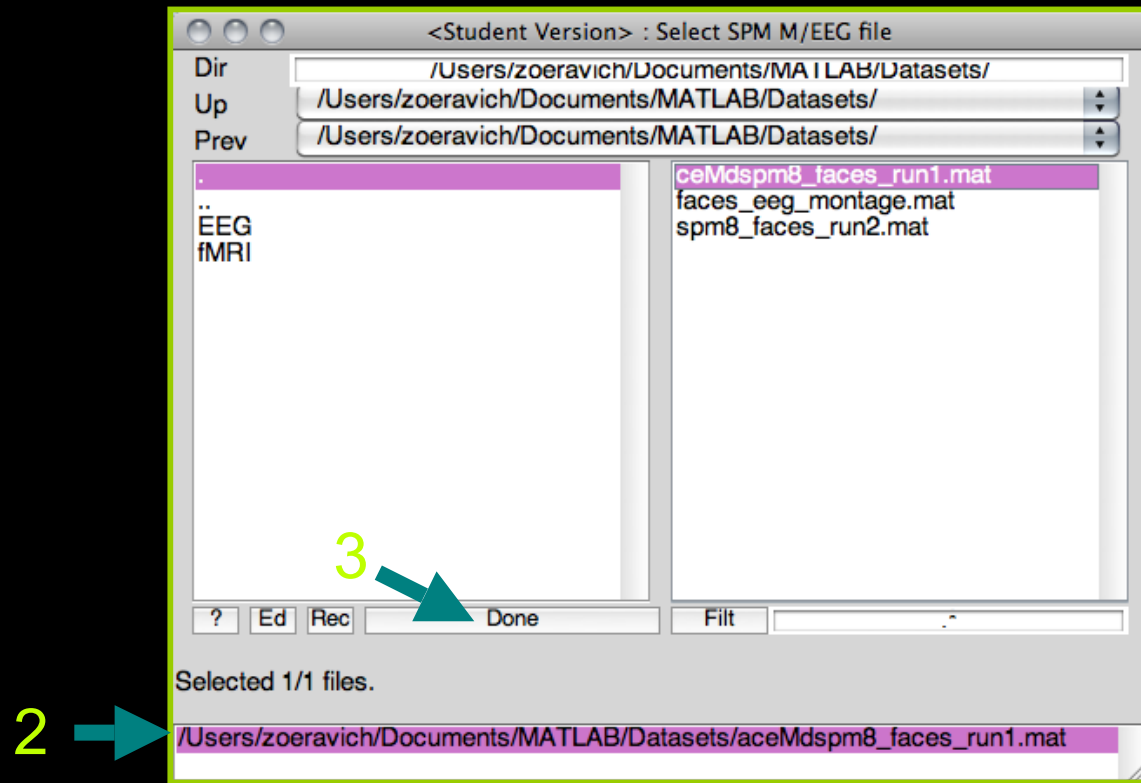 <Student Version> : Select SPM M/EEG file
Dir /Users/zoeravich/Documents/MATLAB/Datasets/
Up /Users/zoeravich/Documents/MATLAB/Datasets/
Prev /Users/zoeravich/Documents/MATLAB/Datasets/
. ceMdspm8_faces_run1.mat
.. faces_eeg_montage.mat
EEG spm8_faces_run2.mat
fMRI
3
? Ed Rec Done Filt
Selected 1/1 files.
2 /Users/zoeravich/Documents/MATLAB/Datasets/aceMdspm8_faces_run1.mat